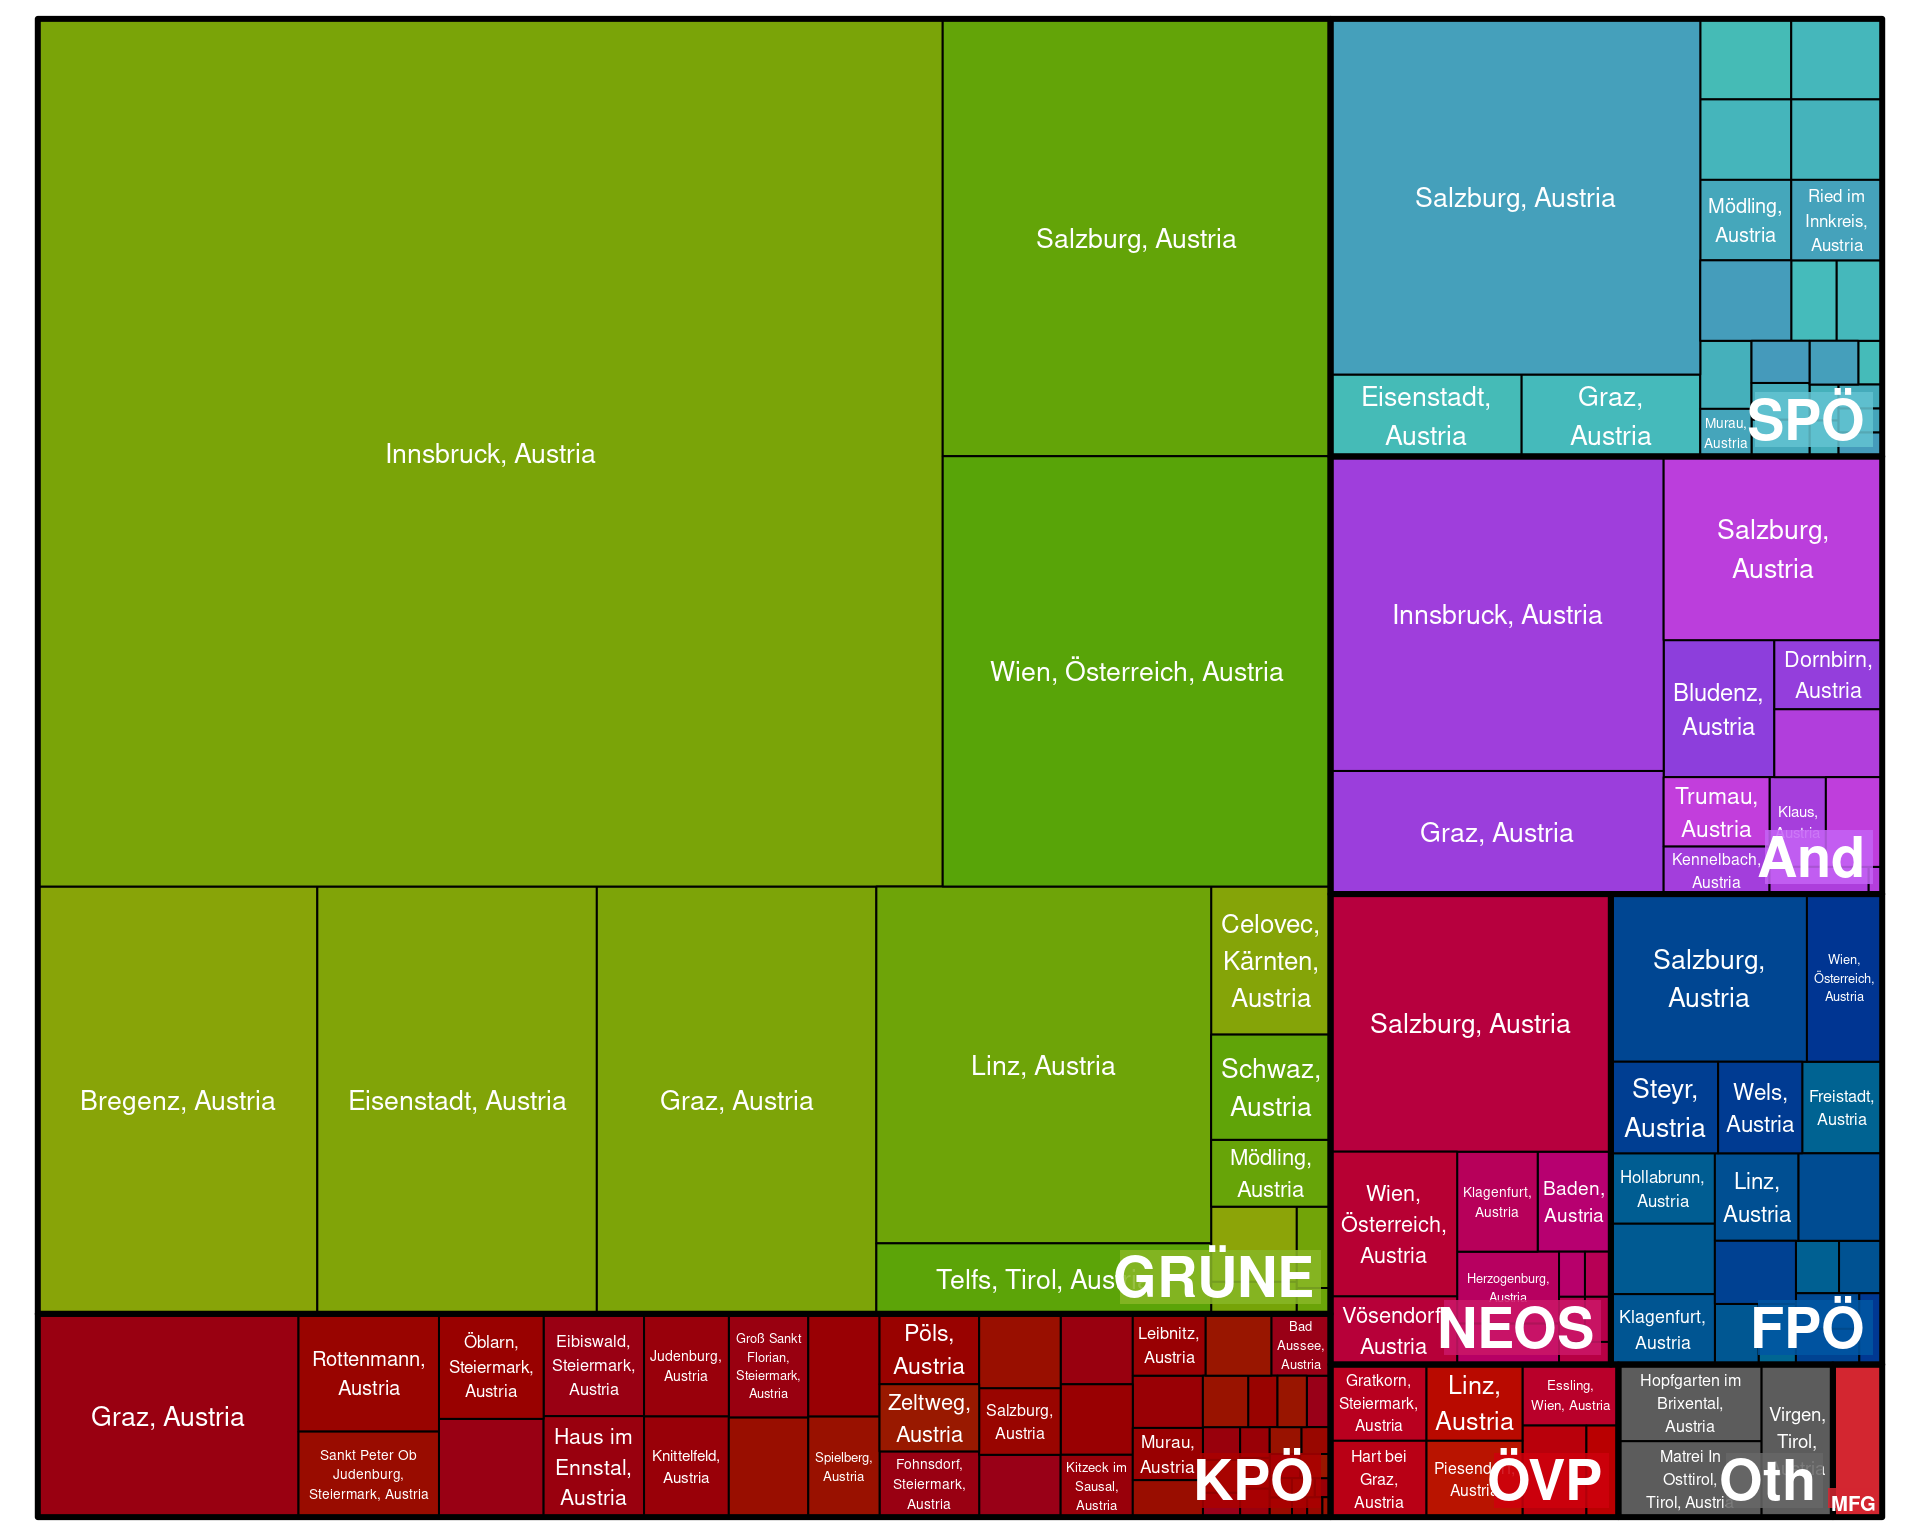 Innsbruck, Austria
Salzburg, Austria
Wien, Österreich, Austria
Bregenz, Austria
Eisenstadt, Austria
Graz, Austria
Linz, Austria
Celovec,
Kärnten,
Austria
Schwaz,
Austria
Mödling,
Austria
Telfs, Tirol, Aus
GRÜNE
Salzburg, Austria
Eisenstadt,
Austria
Graz,
Austria
Mödling,
Austria
Ried im
Innkreis,
Austria
Murau,
Austria
SPÖ
Innsbruck, Austria
Salzburg,
Austria
Graz, Austria
Bludenz,
Austria
Dornbirn,
Austria
Trumau,
Austria
Klaus,
Austria
Kennelbach,
Austria
And
Salzburg, Austria
Wien,
Österreich,
Austria
Klagenfurt,
Austria
Baden,
Austria
Herzogenburg,
Austria
Vösendorf
Austria
NEOS
Salzburg,
Austria
Wien,
Österreich,
Austria
Steyr,
Austria
Wels,
Austria
Freistadt,
Austria
Hollabrunn,
Austria
Linz,
Austria
Klagenfurt,
Austria
FPÖ
Graz, Austria
Rottenmann,
Austria
Sankt Peter Ob
Judenburg,
Steiermark, Austria
Öblarn,
Steiermark,
Austria
Eibiswald,
Steiermark,
Austria
Haus im
Ennstal,
Austria
Judenburg,
Austria
Knittelfeld,
Austria
Groß Sankt
Florian,
Steiermark,
Austria
Spielberg,
Austria
Pöls,
Austria
Zeltweg,
Austria
Fohnsdorf,
Steiermark,
Austria
Salzburg,
Austria
Kitzeck im
Sausal,
Austria
Leibnitz,
Austria
Bad
Aussee,
Austria
Murau,
Austria
KPÖ
Gratkorn,
Steiermark,
Austria
Hart bei
Graz,
Austria
Linz,
Austria
Piesendorf,
Austria
Essling,
Wien, Austria
ÖVP
Hopfgarten im
Brixental,
Austria
Matrei In
Osttirol,
Tirol, Austria
Virgen,
Tirol,
Austria
Oth
MFG